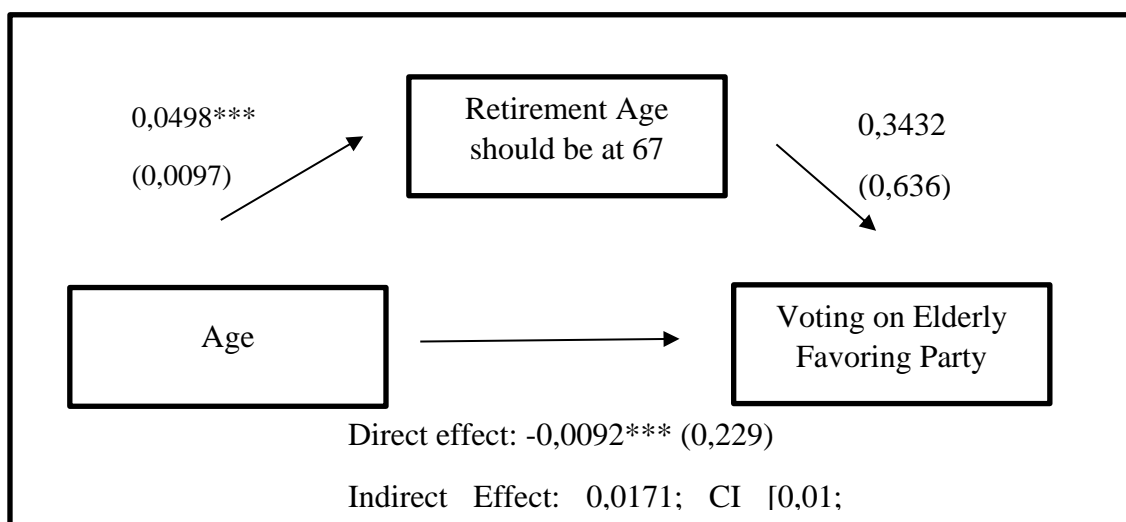 0,0498***
(0,0097)
Retirement Age
should be at 67
0,3432
(0,636)
Age
Voting on Elderly
Favoring Party
Direct effect: -0,0092*** (0,229)
Indirect Effect: 0,0171; CI [0,01;